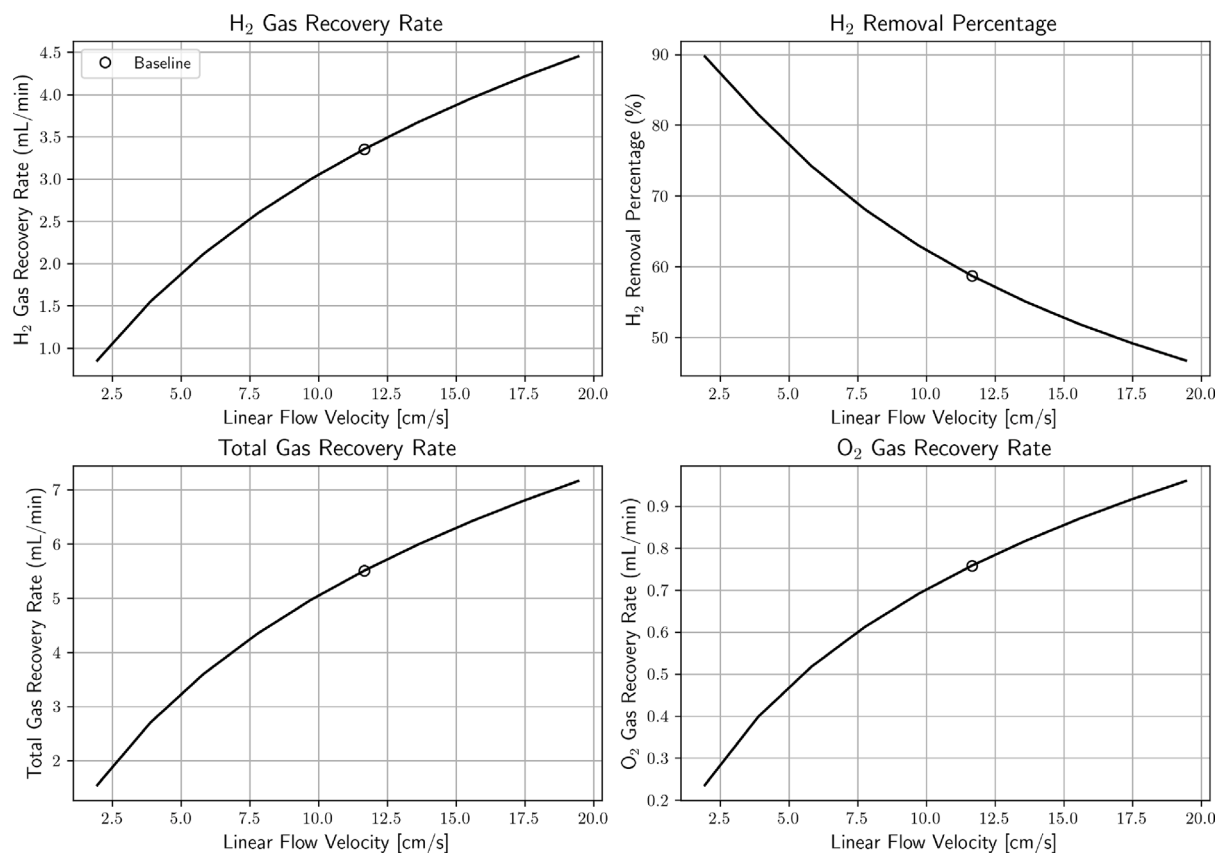 H₂ Gas Recovery Rate
H₂ Gas Recovery Rate (mL/min)
4.5
4.0
3.5
3.0
2.5
2.0
1.5
1.0
Baseline
2.5 5.0 7.5 10.0 12.5 15.0 17.5 20.0
Linear Flow Velocity [cm/s]
H₂ Removal Percentage
H₂ Removal Percentage (%)
90
80
70
60
50
2.5 5.0 7.5 10.0 12.5 15.0 17.5 20.0
Linear Flow Velocity [cm/s]
Total Gas Recovery Rate
Total Gas Recovery Rate (mL/min)
7
6
5
4
3
2
2.5 5.0 7.5 10.0 12.5 15.0 17.5 20.0
Linear Flow Velocity [cm/s]
O₂ Gas Recovery Rate
O₂ Gas Recovery Rate (mL/min)
0.9
0.8
0.7
0.6
0.5
0.4
0.3
0.2
2.5 5.0 7.5 10.0 12.5 15.0 17.5 20.0
Linear Flow Velocity [cm/s]